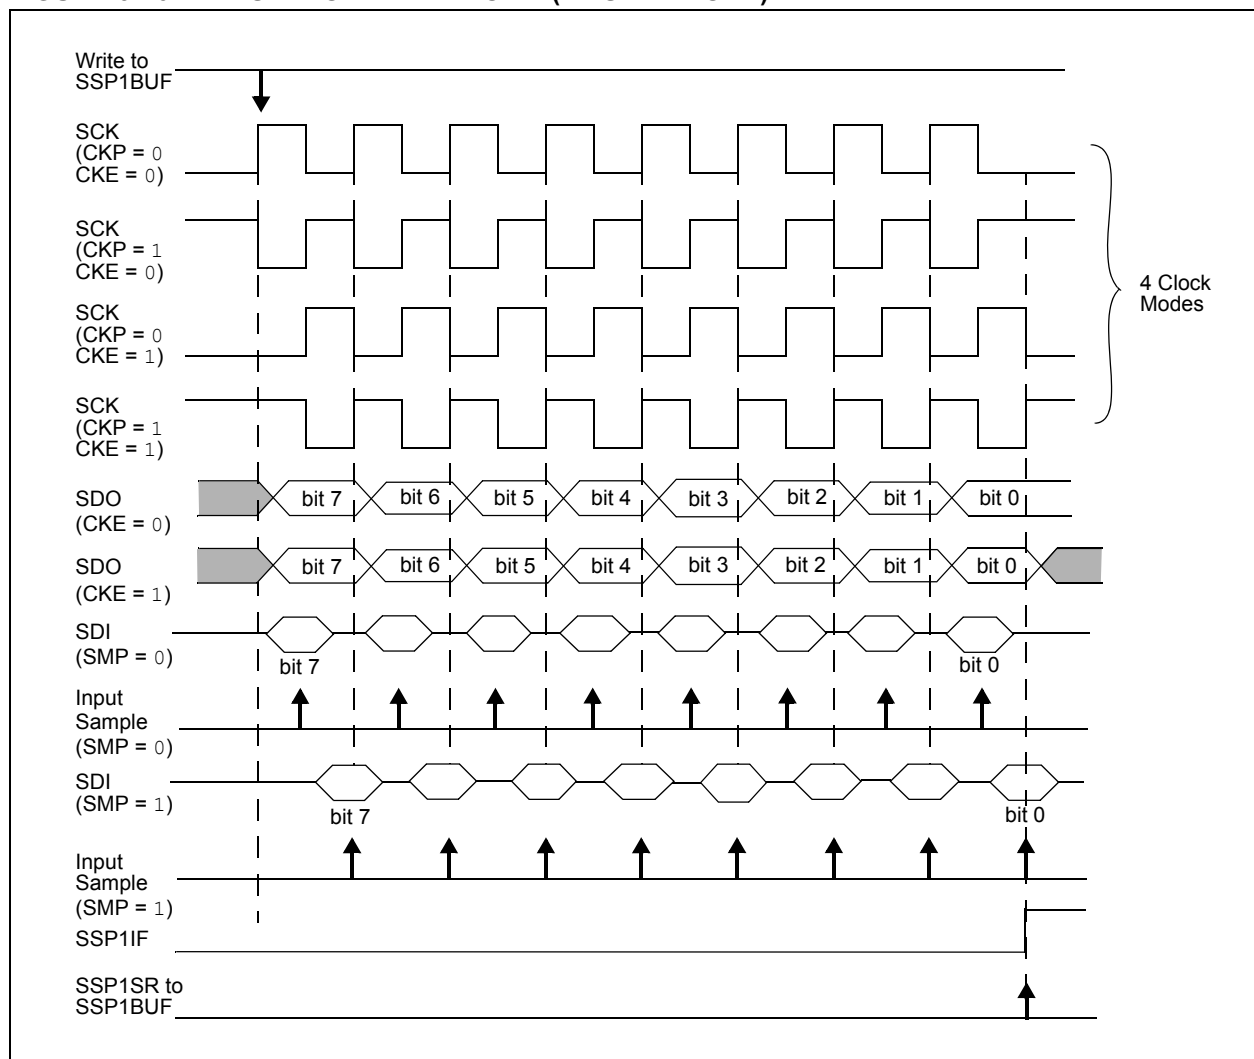 Write to
SSP1BUF
SCK
(CKP = 0
CKE = 0)
SCK
(CKP = 1
CKE = 0)
SCK
(CKP = 0
CKE = 1)
SCK
(CKP = 1
CKE = 1)
4 Clock
Modes
SDO
(CKE = 0)
bit 7 bit 6 bit 5 bit 4 bit 3 bit 2 bit 1 bit 0
SDO
(CKE = 1)
bit 7 bit 6 bit 5 bit 4 bit 3 bit 2 bit 1 bit 0
SDI
(SMP = 0)
bit 7 bit 0
Input
Sample
(SMP = 0)
SDI
(SMP = 1)
bit 7 bit 0
Input
Sample
(SMP = 1)
SSP1IF
SSP1SR to
SSP1BUF